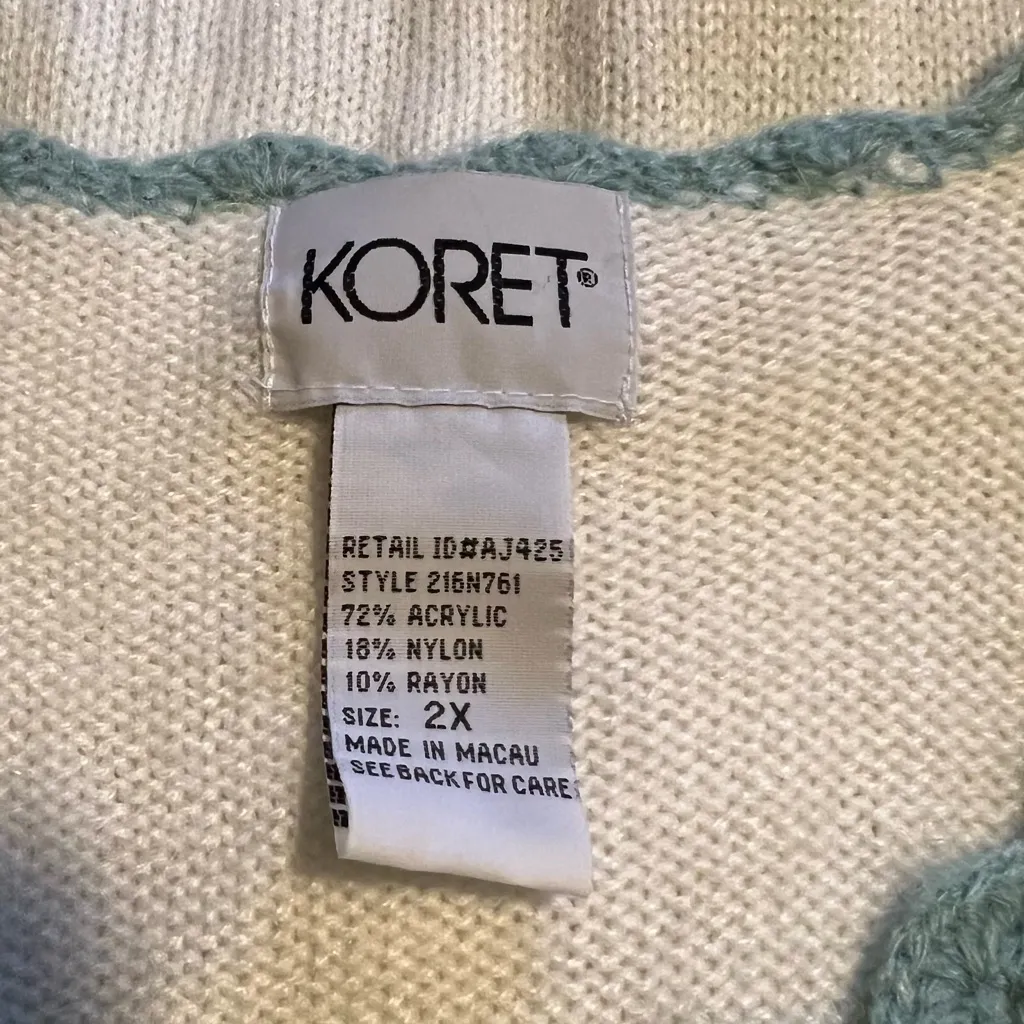 KORET®
RETAIL ID#AJ425
STYLE 216N761
72% ACRYLIC
18% NYLON
10% RAYON
SIZE: 2X
MADE IN MACAU
SEE BACK FOR CARE